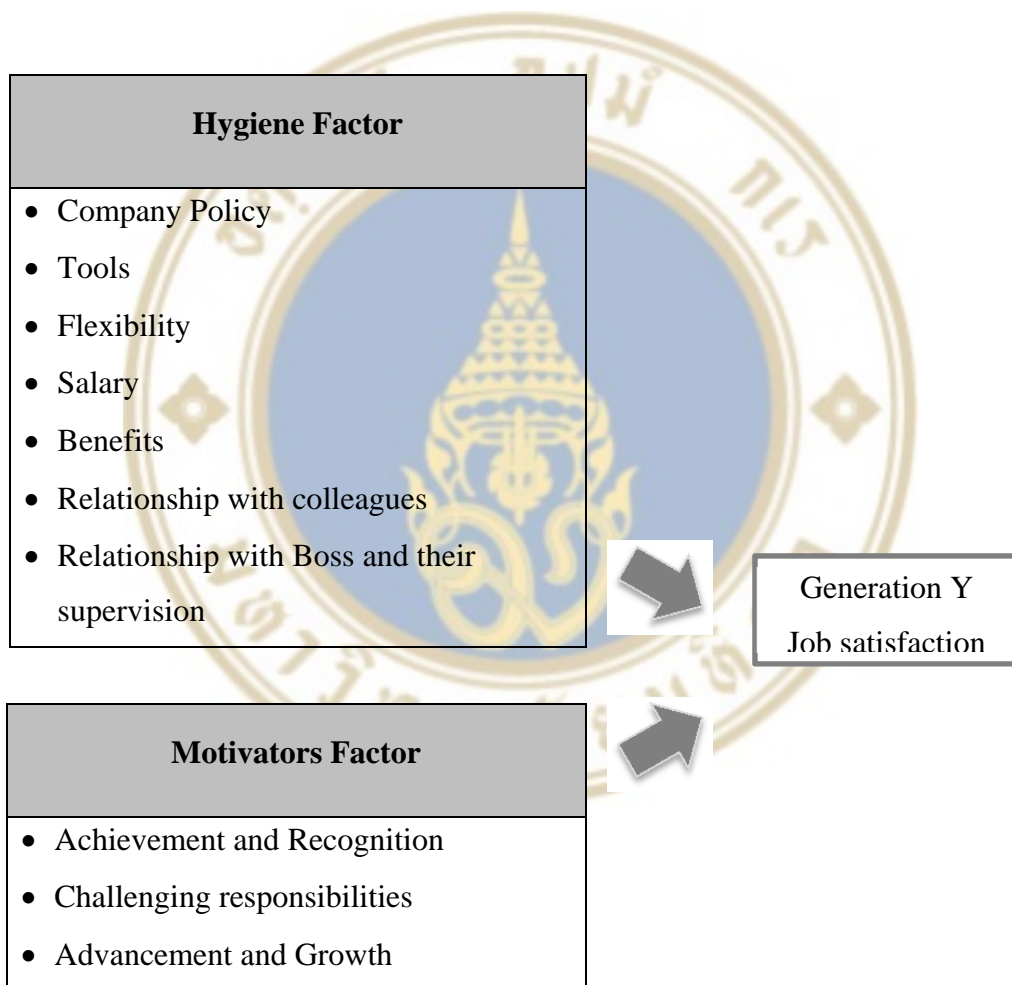 Hygiene Factor
• Company Policy
• Tools
• Flexibility
• Salary
• Benefits
• Relationship with colleagues
• Relationship with Boss and their
supervision
Generation Y
Job satisfaction
Motivators Factor
• Achievement and Recognition
• Challenging responsibilities
• Advancement and Growth